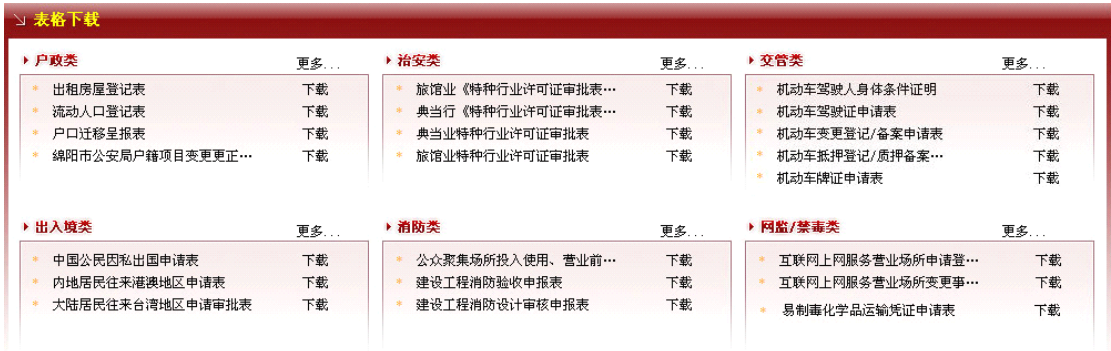 表格下载
户政类 更多...
出租房屋登记表 下载
流动人口登记表 下载
户口迁移呈报表 下载
绵阳市公安局户籍项目变更更正… 下载
治安类 更多...
旅馆业《特种行业许可证审批表… 下载
典当行《特种行业许可证审批表… 下载
典当业特种行业许可证审批表 下载
旅馆业特种行业许可证审批表 下载
交管类 更多...
机动车驾驶人身体条件证明 下载
机动车驾驶证申请表 下载
机动车变更登记/备案申请表 下载
机动车抵押登记/质押备案… 下载
机动车牌证申请表 下载
出入境类 更多...
中国公民因私出国申请表 下载
内地居民往来港澳地区申请表 下载
大陆居民往来台湾地区申请审批表 下载
消防类 更多...
公众聚集场所投入使用、营业前… 下载
建设工程消防验收申报表 下载
建设工程消防设计审核申报表 下载
网监/禁毒类 更多...
互联网上网服务营业场所申请登… 下载
互联网上网服务营业场所变更事… 下载
易制毒化学品运输凭证申请表 下载